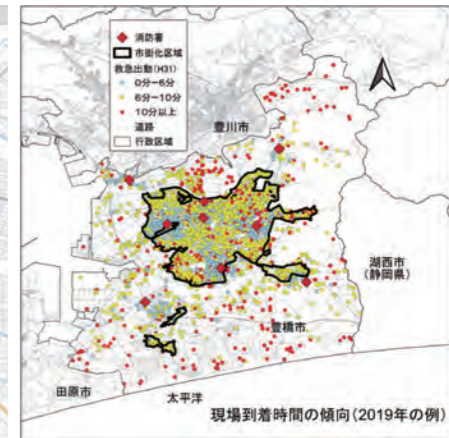 消防署
市街化区域
救急出動(H31)
0分-6分
6分-10分
10分以上
道路
行政区域
豊川市
湖西市
(静岡県)
豊橋市
田原市
太平洋
現場到着時間の傾向(2019年の例)